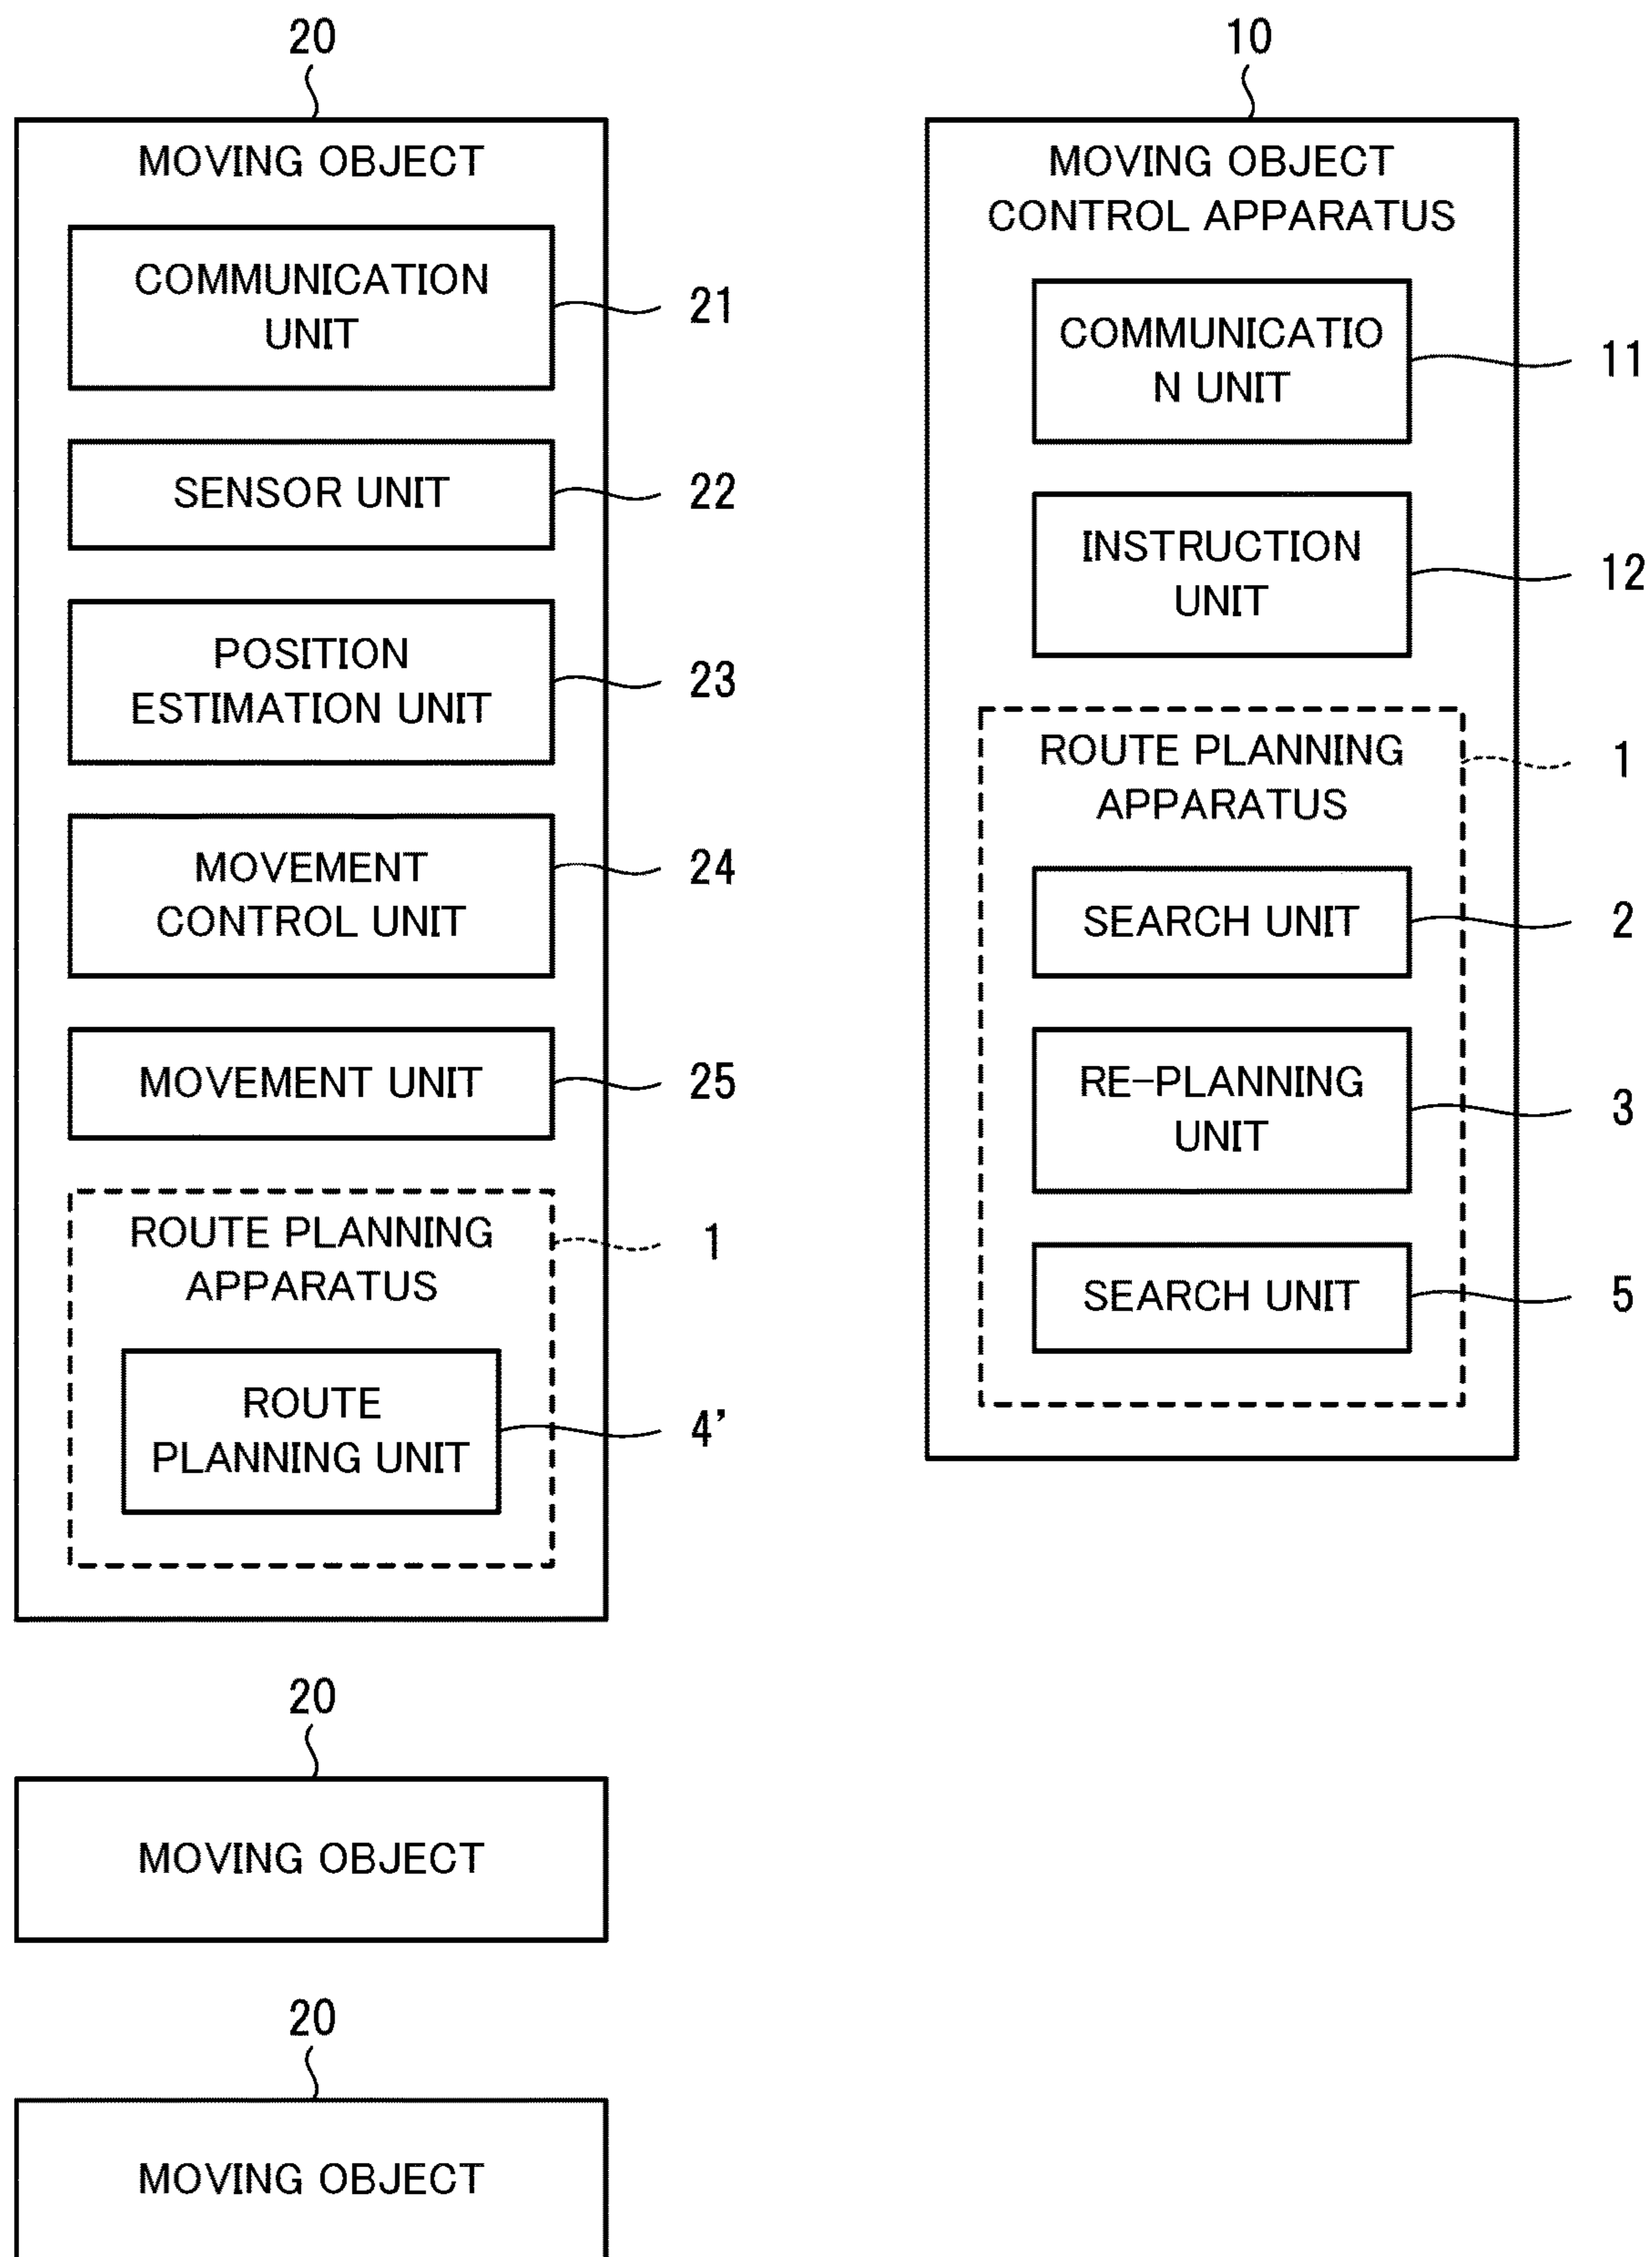 20
MOVING OBJECT
COMMUNICATION
UNIT
21
SENSOR UNIT
22
POSITION
ESTIMATION UNIT
23
MOVEMENT
CONTROL UNIT
24
MOVEMENT UNIT
25
ROUTE PLANNING
APPARATUS
1
ROUTE
PLANNING UNIT
4’
20
MOVING OBJECT
20
MOVING OBJECT
10
MOVING OBJECT
CONTROL APPARATUS
COMMUNICATIO
N UNIT
11
INSTRUCTION
UNIT
12
ROUTE PLANNING
APPARATUS
1
SEARCH UNIT
2
RE-PLANNING
UNIT
3
SEARCH UNIT
5